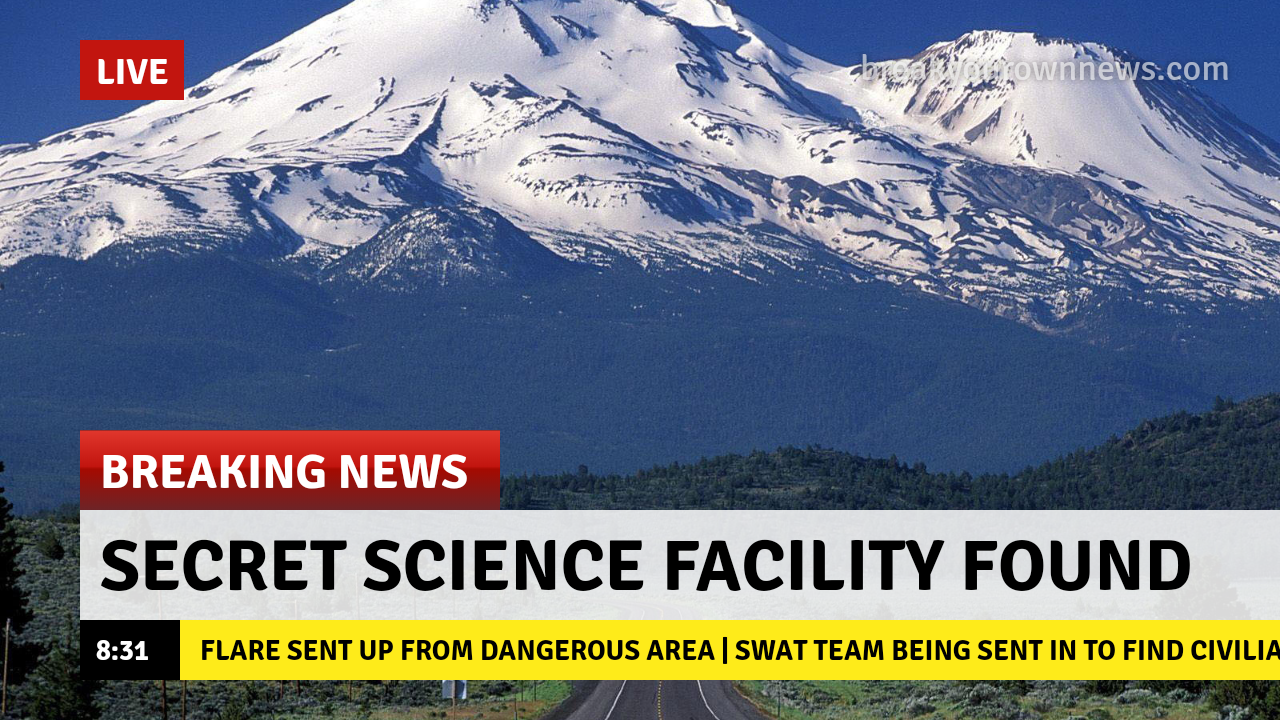 LIVE
breakyourownnews.com
BREAKING NEWS
SECRET SCIENCE FACILITY FOUND
8:31
FLARE SENT UP FROM DANGEROUS AREA | SWAT TEAM BEING SENT IN TO FIND CIVILIA